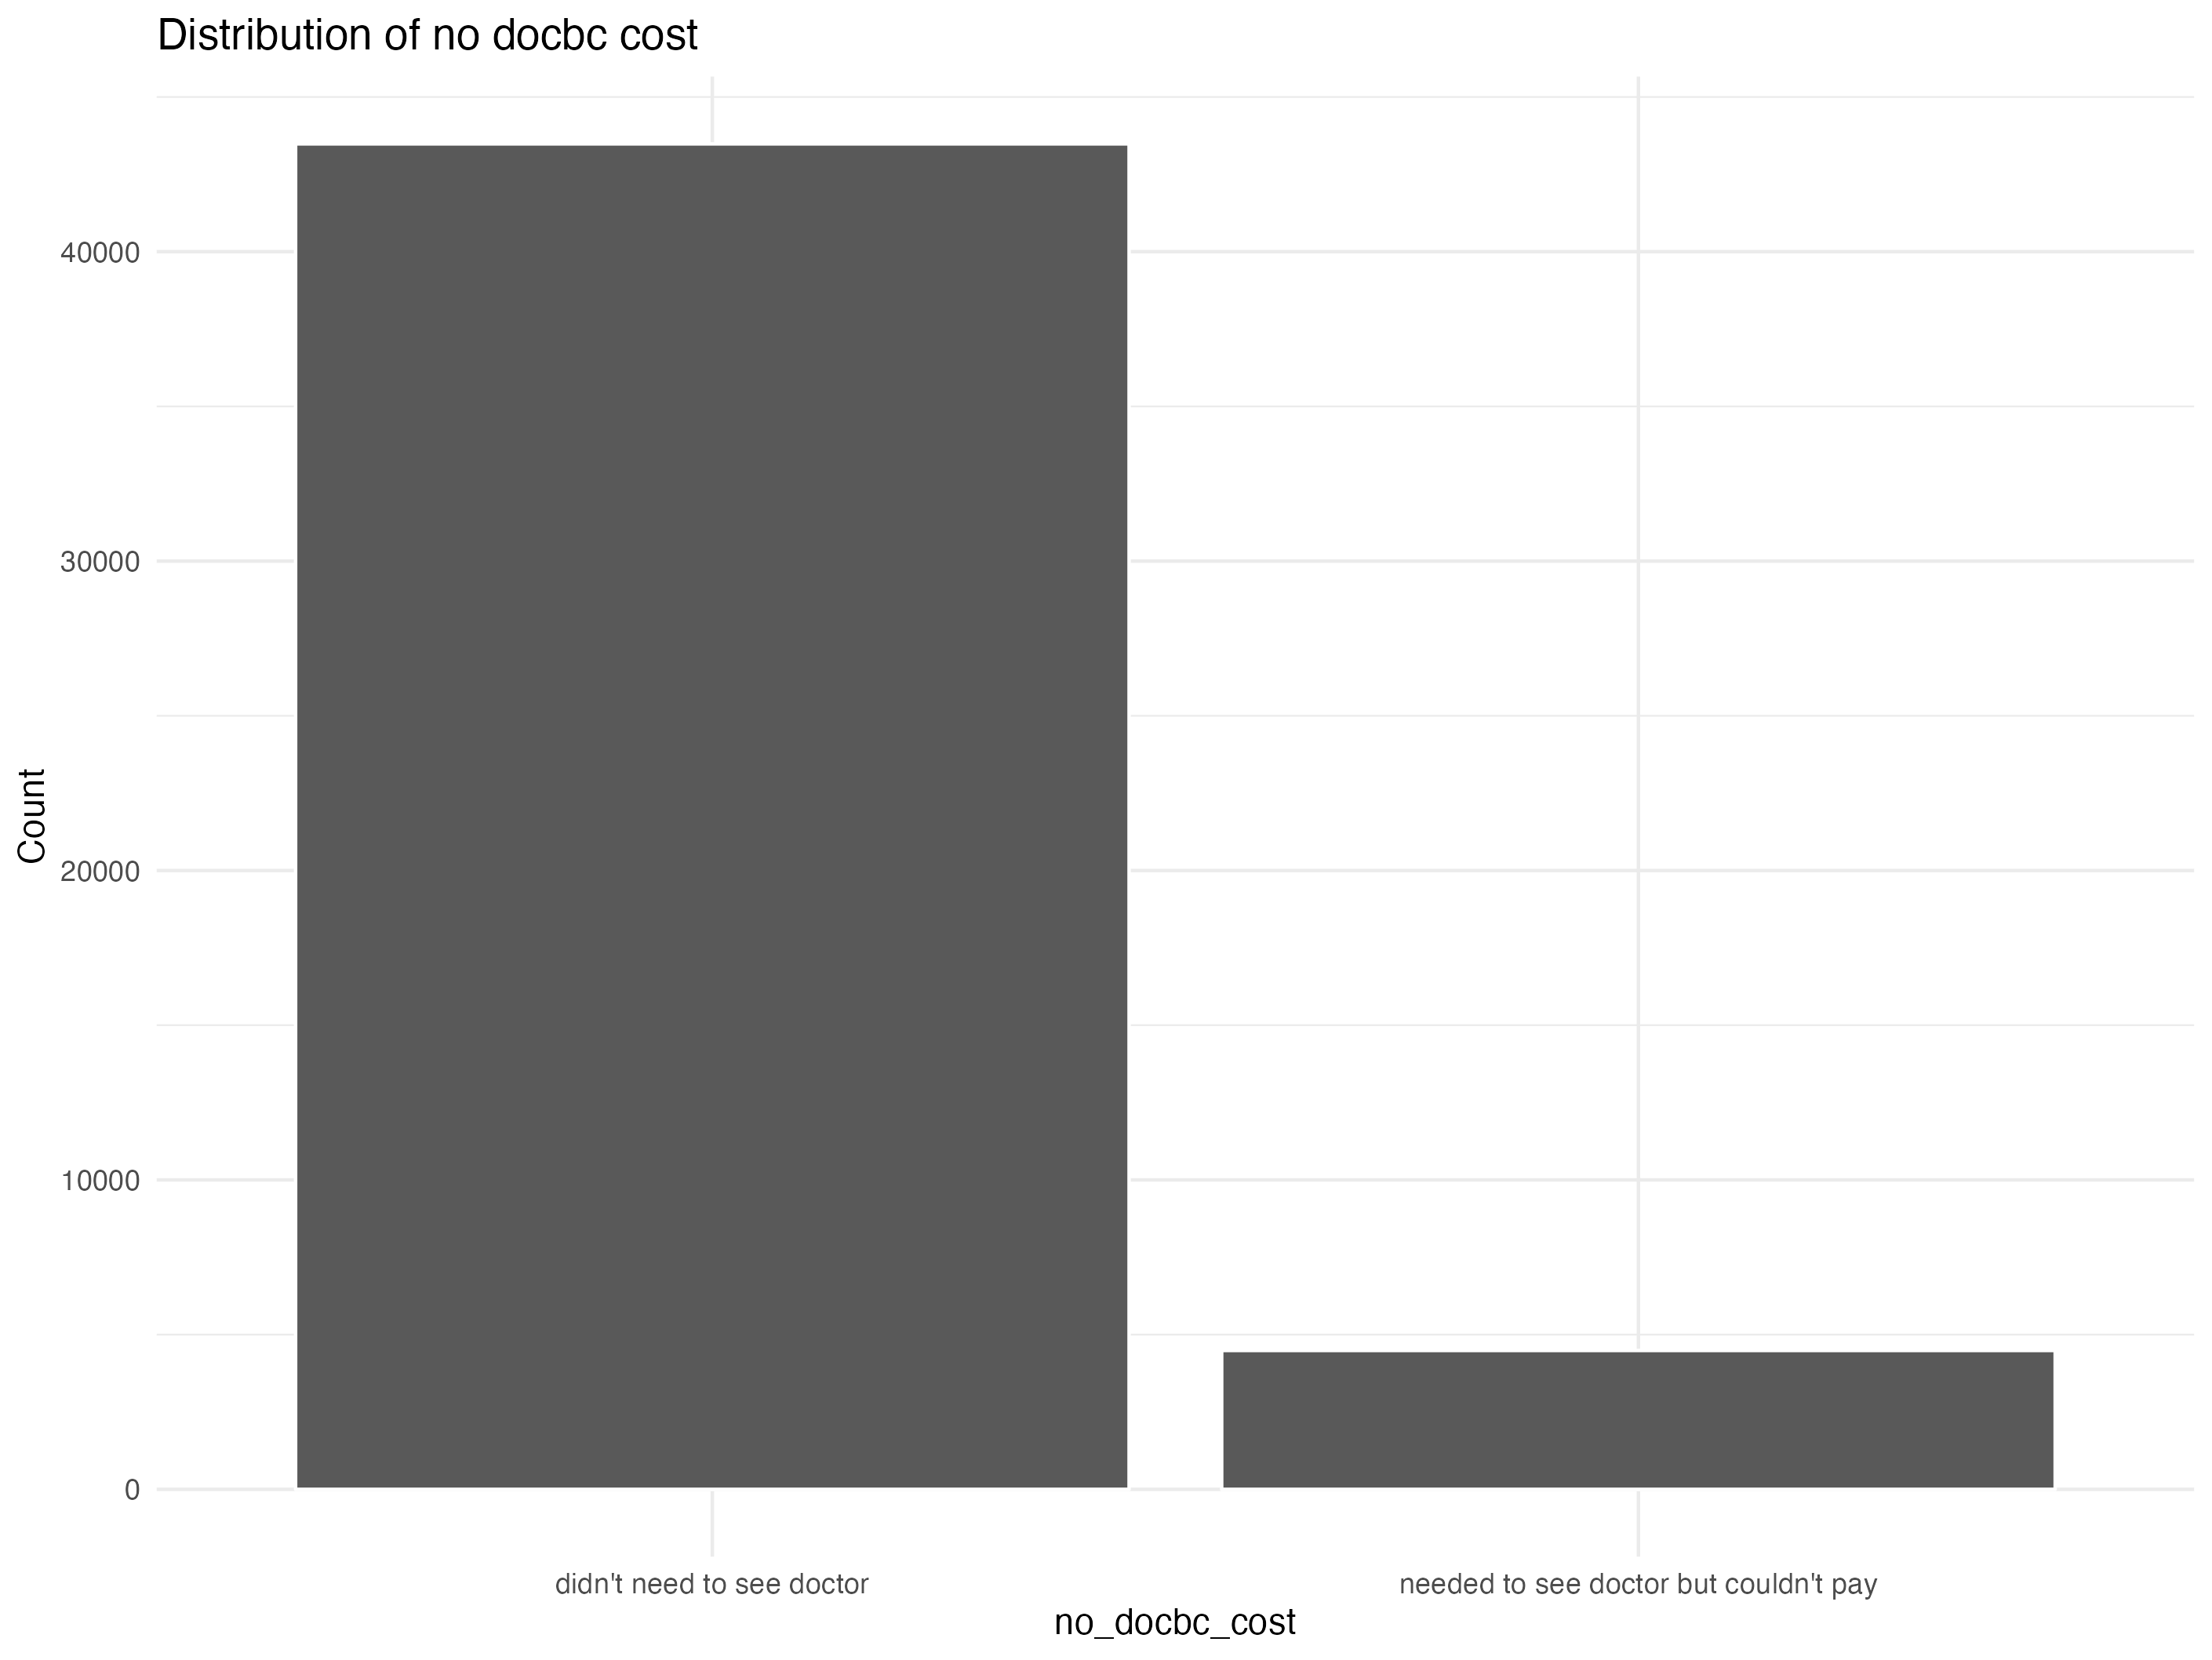 Distribution of no docbc cost
Count
40000
30000
20000
10000
0
didn't need to see doctor
needed to see doctor but couldn't pay
no_docbc_cost